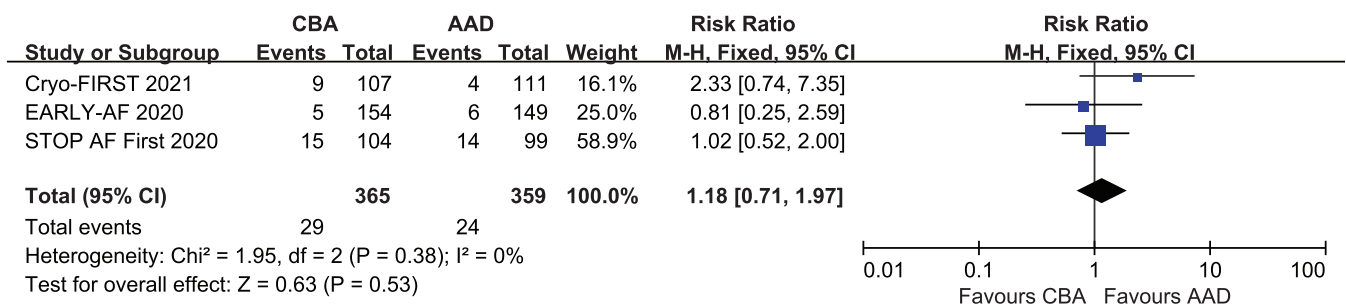 CBA AAD Risk Ratio Risk Ratio
Study or Subgroup Events Total Events Total Weight M-H, Fixed, 95% CI M-H, Fixed, 95% CI
Cryo-FIRST 2021 9 107 4 111 16.1% 2.33 [0.74, 7.35]
EARLY-AF 2020 5 154 6 149 25.0% 0.81 [0.25, 2.59]
STOP AF First 2020 15 104 14 99 58.9% 1.02 [0.52, 2.00]
Total (95% CI) 365 359 100.0% 1.18 [0.71, 1.97]
Total events 29 24
Heterogeneity: Chi² = 1.95, df = 2 (P = 0.38); I² = 0%
Test for overall effect: Z = 0.63 (P = 0.53)
0.01 0.1 1 10 100
Favours CBA Favours AAD